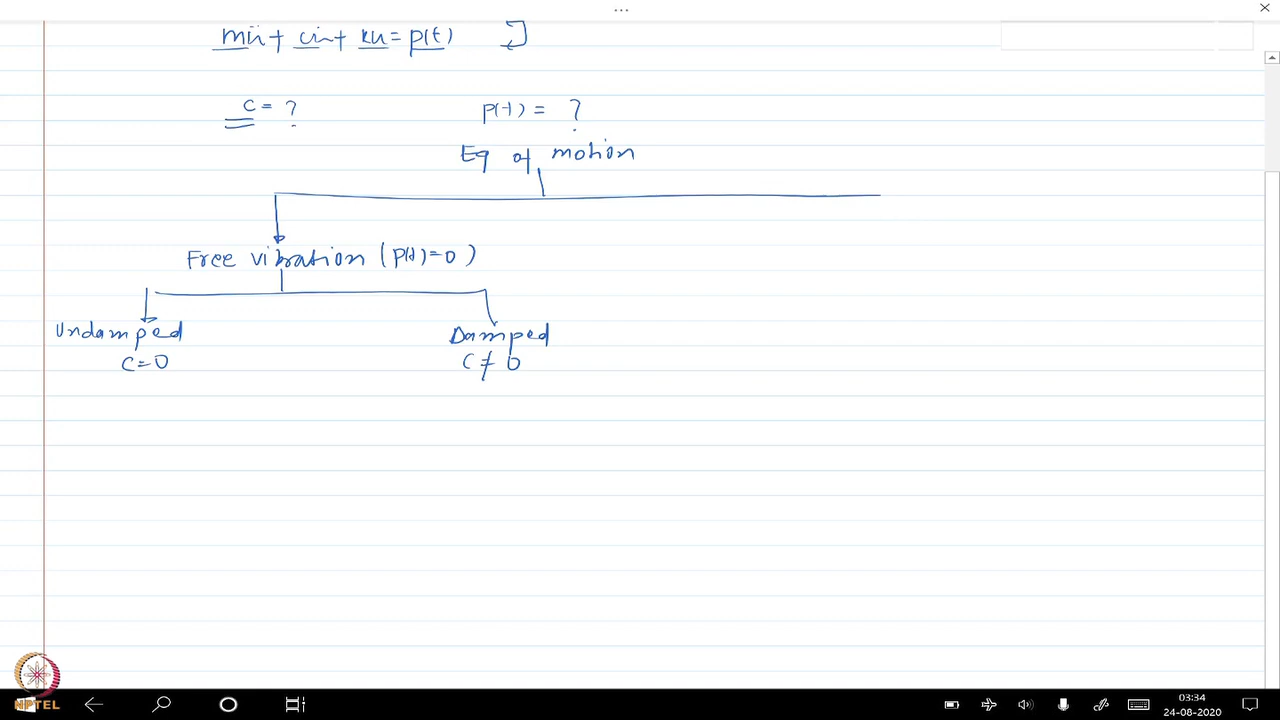 mü + cu̇ + ku = p(t)
c = ? p(t) = ?
Eq of motion
Free vibration (p(t)=0)
Undamped Damped
C=0 C ≠ 0
NPTEL
03:34
24-08-2020